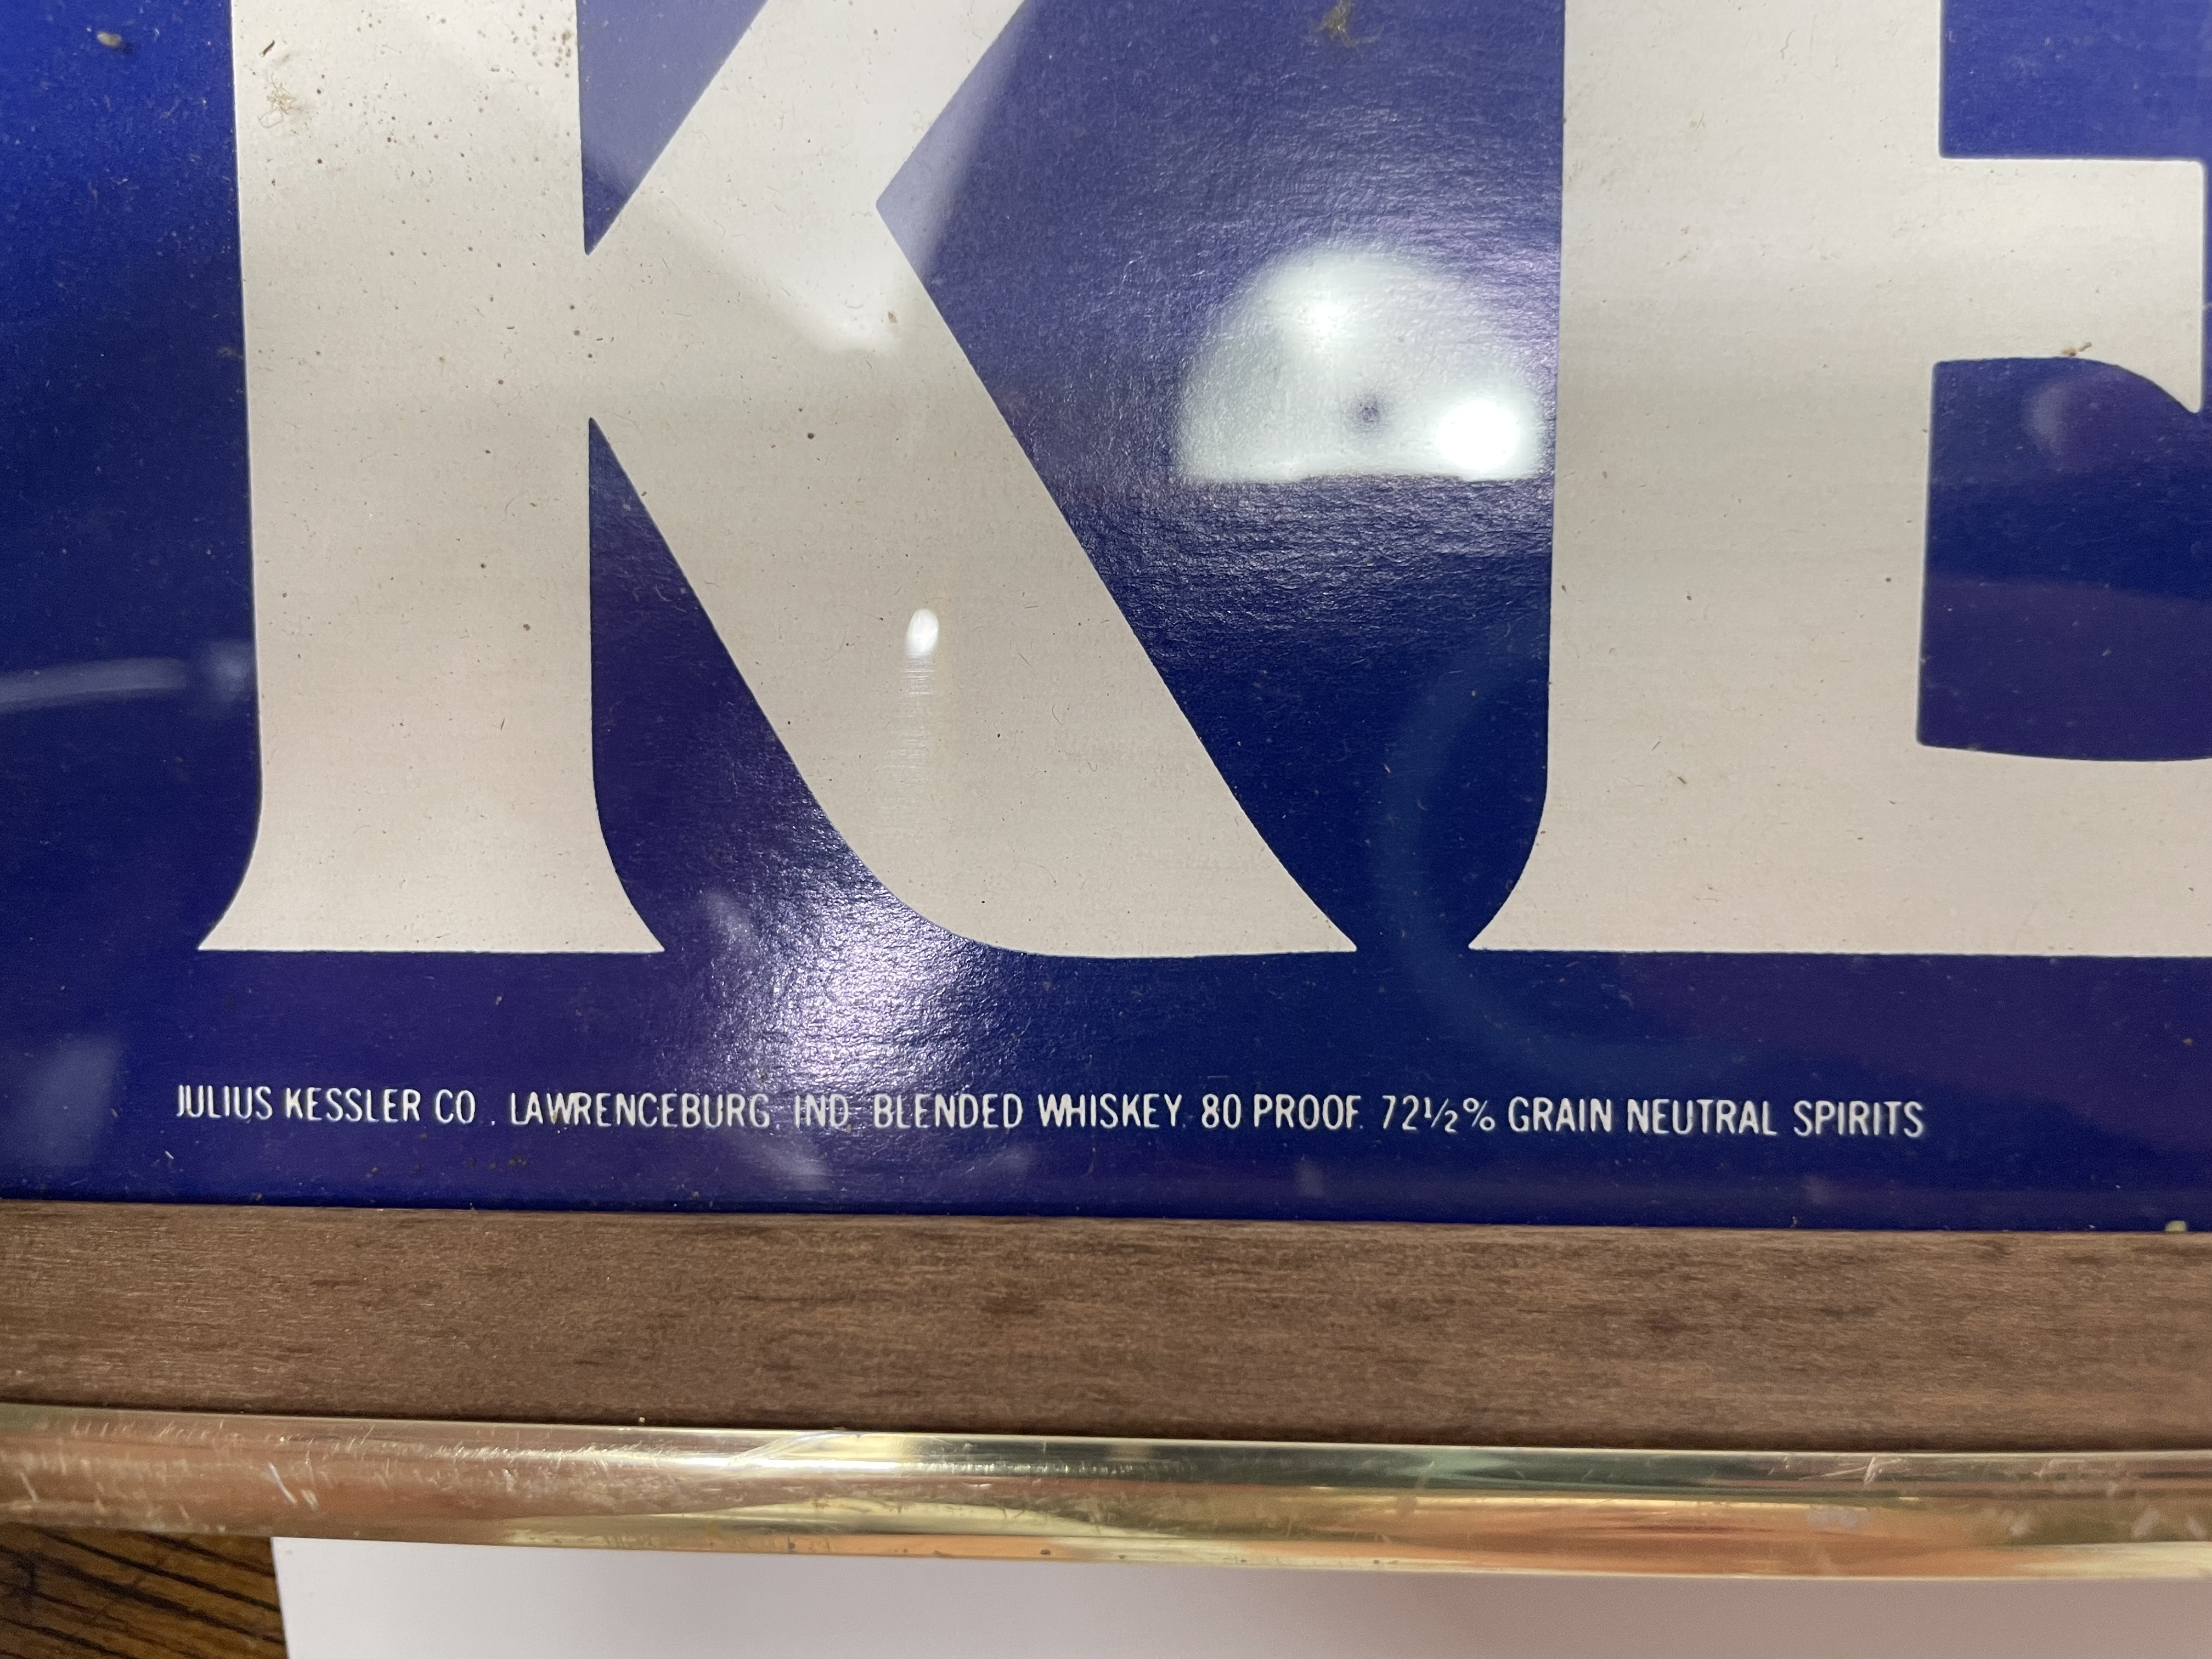 KE
JULIUS KESSLER CO., LAWRENCEBURG, IND. BLENDED WHISKEY. 80 PROOF. 72½% GRAIN NEUTRAL SPIRITS